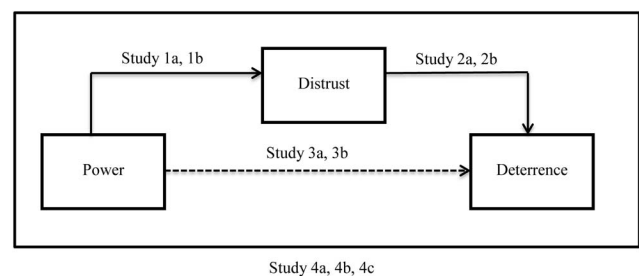 Study 1a, 1b
Study 2a, 2b
Distrust
Study 3a, 3b
Power
Deterrence
Study 4a, 4b, 4c